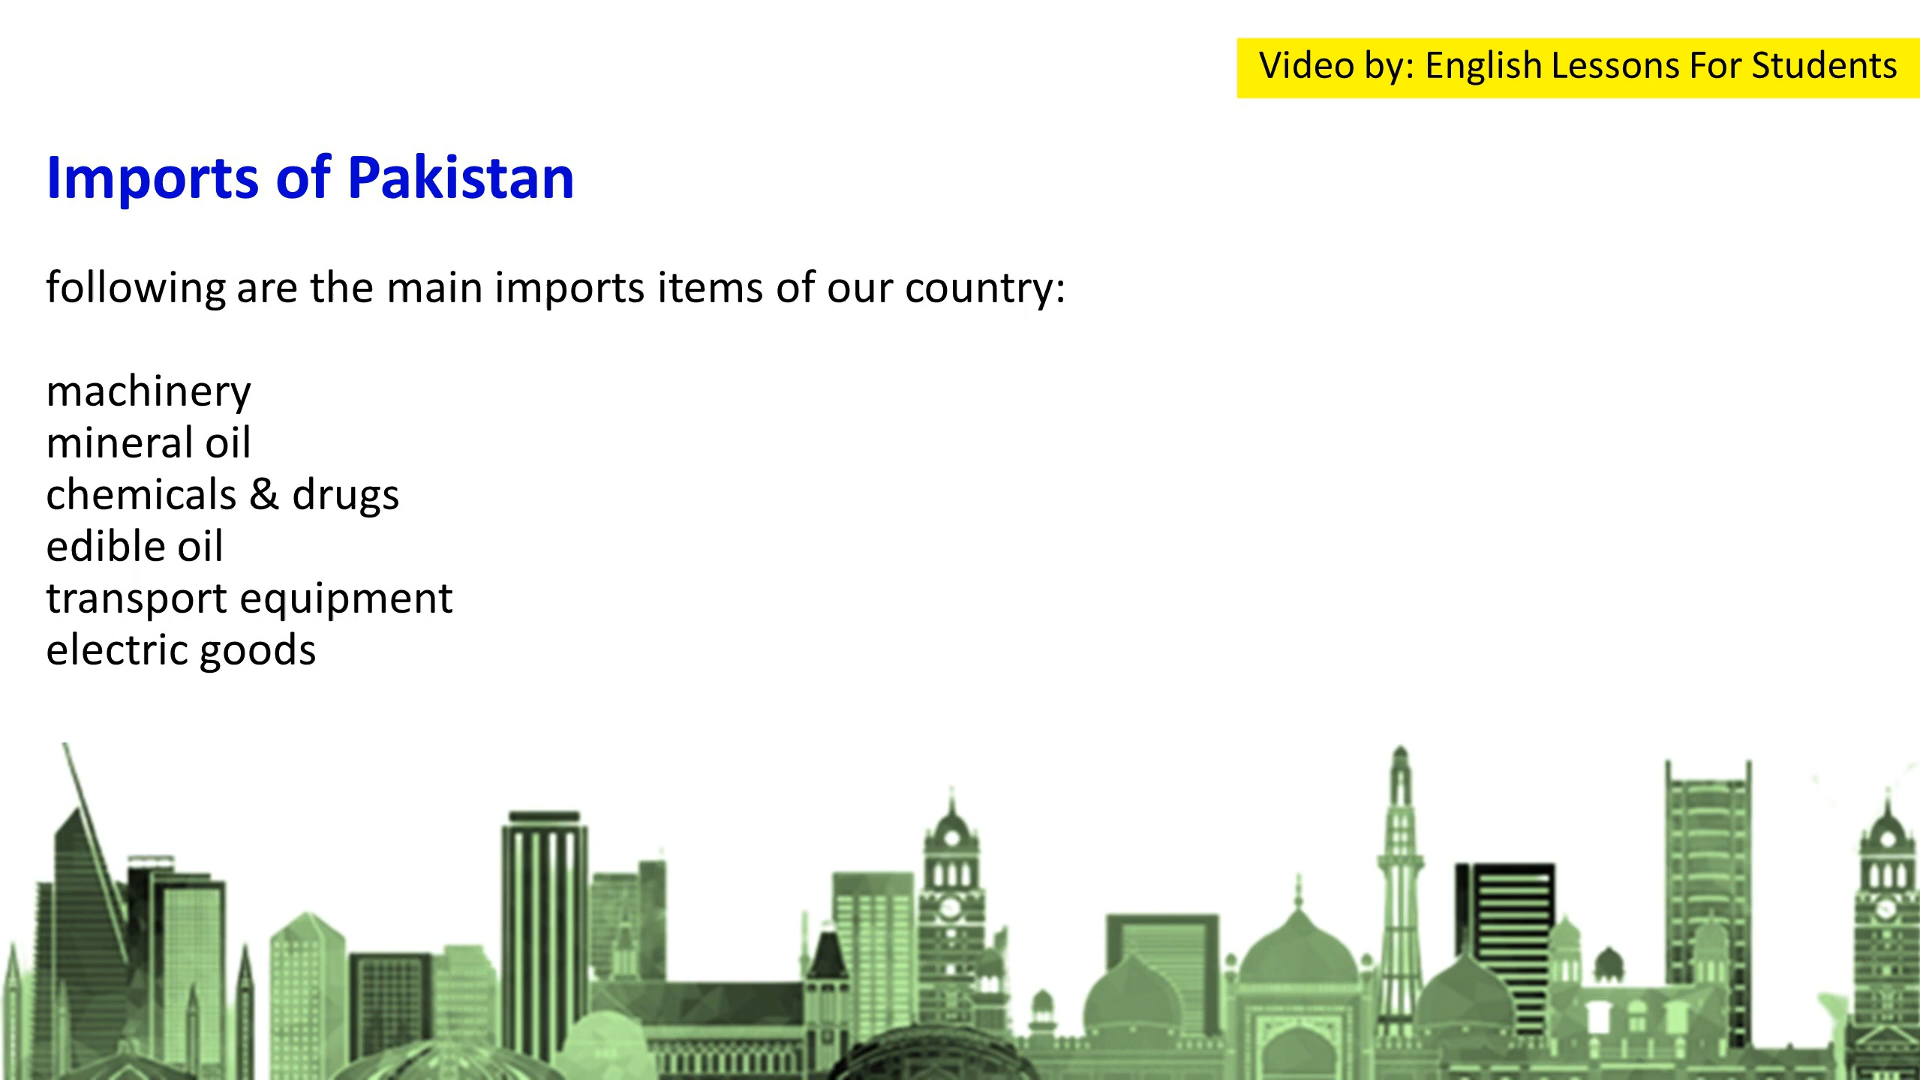 Video by: English Lessons For Students
Imports of Pakistan
following are the main imports items of our country:
machinery
mineral oil
chemicals & drugs
edible oil
transport equipment
electric goods